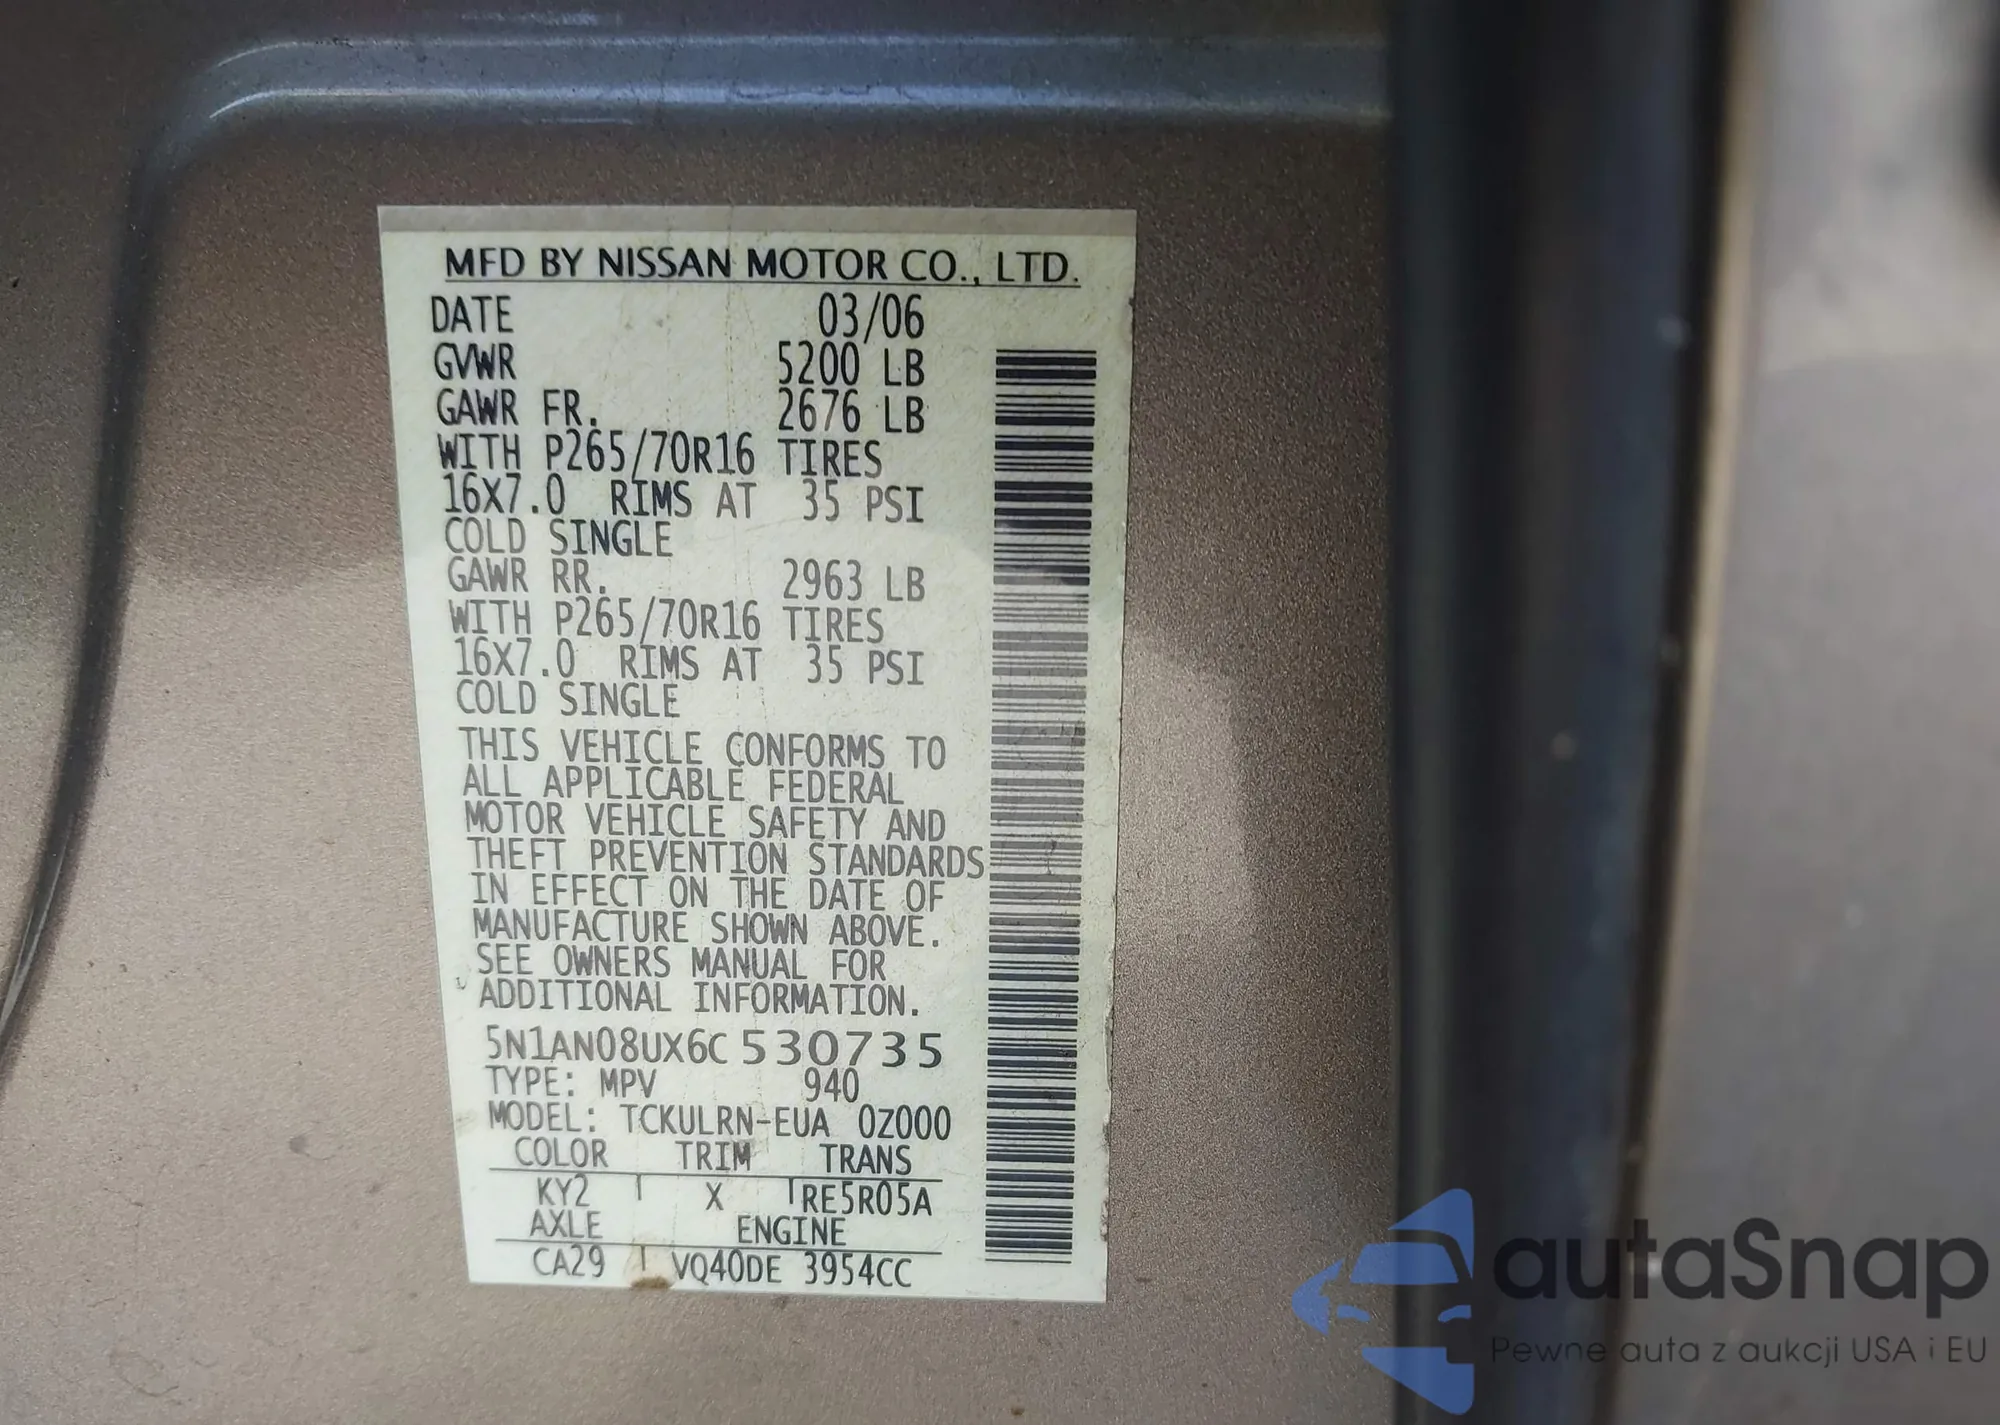 MFD BY NISSAN MOTOR CO., LTD.
DATE 03/06
GVWR 5200 LB
GAWR FR. 2676 LB
WITH P265/70R16 TIRES
16X7.0 RIMS AT 35 PSI
COLD SINGLE
GAWR RR. 2963 LB
WITH P265/70R16 TIRES
16X7.0 RIMS AT 35 PSI
COLD SINGLE
THIS VEHICLE CONFORMS TO
ALL APPLICABLE FEDERAL
MOTOR VEHICLE SAFETY AND
THEFT PREVENTION STANDARDS
IN EFFECT ON THE DATE OF
MANUFACTURE SHOWN ABOVE.
SEE OWNERS MANUAL FOR
ADDITIONAL INFORMATION.
5N1AN08UX6C530735
TYPE: MPV 940
MODEL: TCKULRN-EUA 0Z000
COLOR TRIM TRANS
KY2 X RE5R05A
AXLE ENGINE
CA29 VQ40DE 3954CC
autaSnap
Pewne auta z aukcji USA i EU